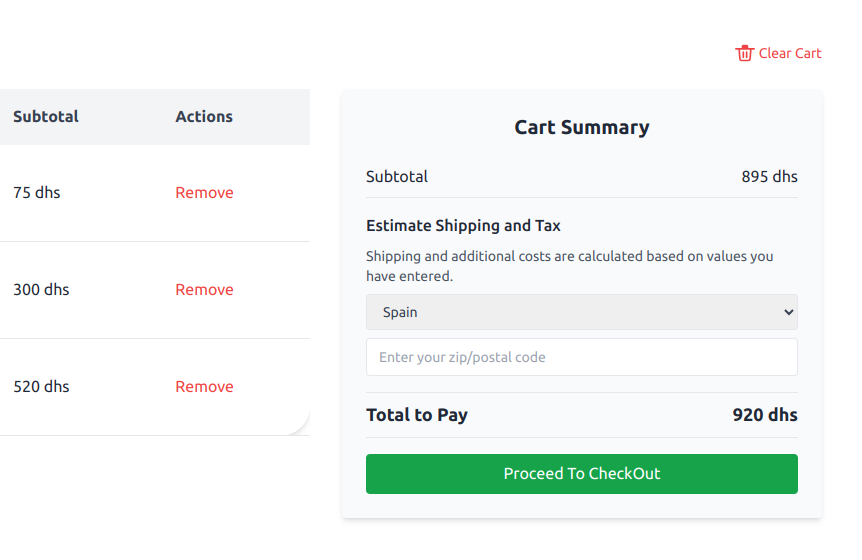 Clear Cart
Subtotal Actions
75 dhs Remove
300 dhs Remove
520 dhs Remove
Cart Summary
Subtotal 895 dhs
Estimate Shipping and Tax
Shipping and additional costs are calculated based on values you
have entered.
Spain
Enter your zip/postal code
Total to Pay 920 dhs
Proceed To CheckOut